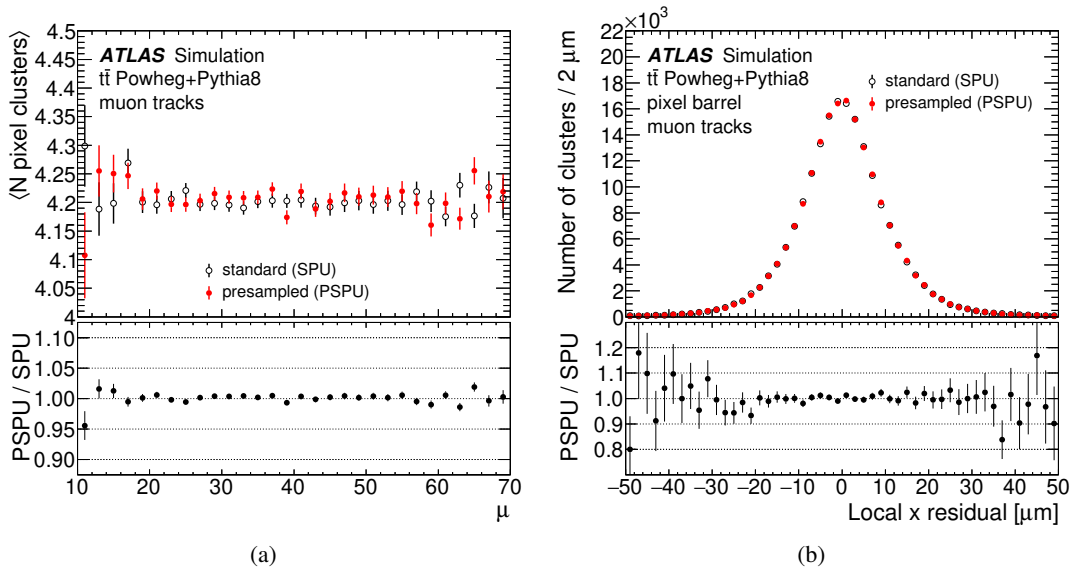 ⟨N pixel clusters⟩
4.5
4.45
4.4
4.35
4.3
4.25
4.2
4.15
4.1
4.05
4
ATLAS Simulation
tt̄ Powheg+Pythia8
muon tracks
standard (SPU)
presampled (PSPU)
PSPU / SPU
1.10
1.05
1.00
0.95
0.90
10 20 30 40 50 60 70
μ
(a)
×10³
Number of clusters / 2 μm
22
20
18
16
14
12
10
8
6
4
2
0
ATLAS Simulation
tt̄ Powheg+Pythia8
pixel barrel
muon tracks
standard (SPU)
presampled (PSPU)
PSPU / SPU
1.2
1.1
1.0
0.9
0.8
−50 −40 −30 −20 −10 0 10 20 30 40 50
Local x residual [μm]
(b)